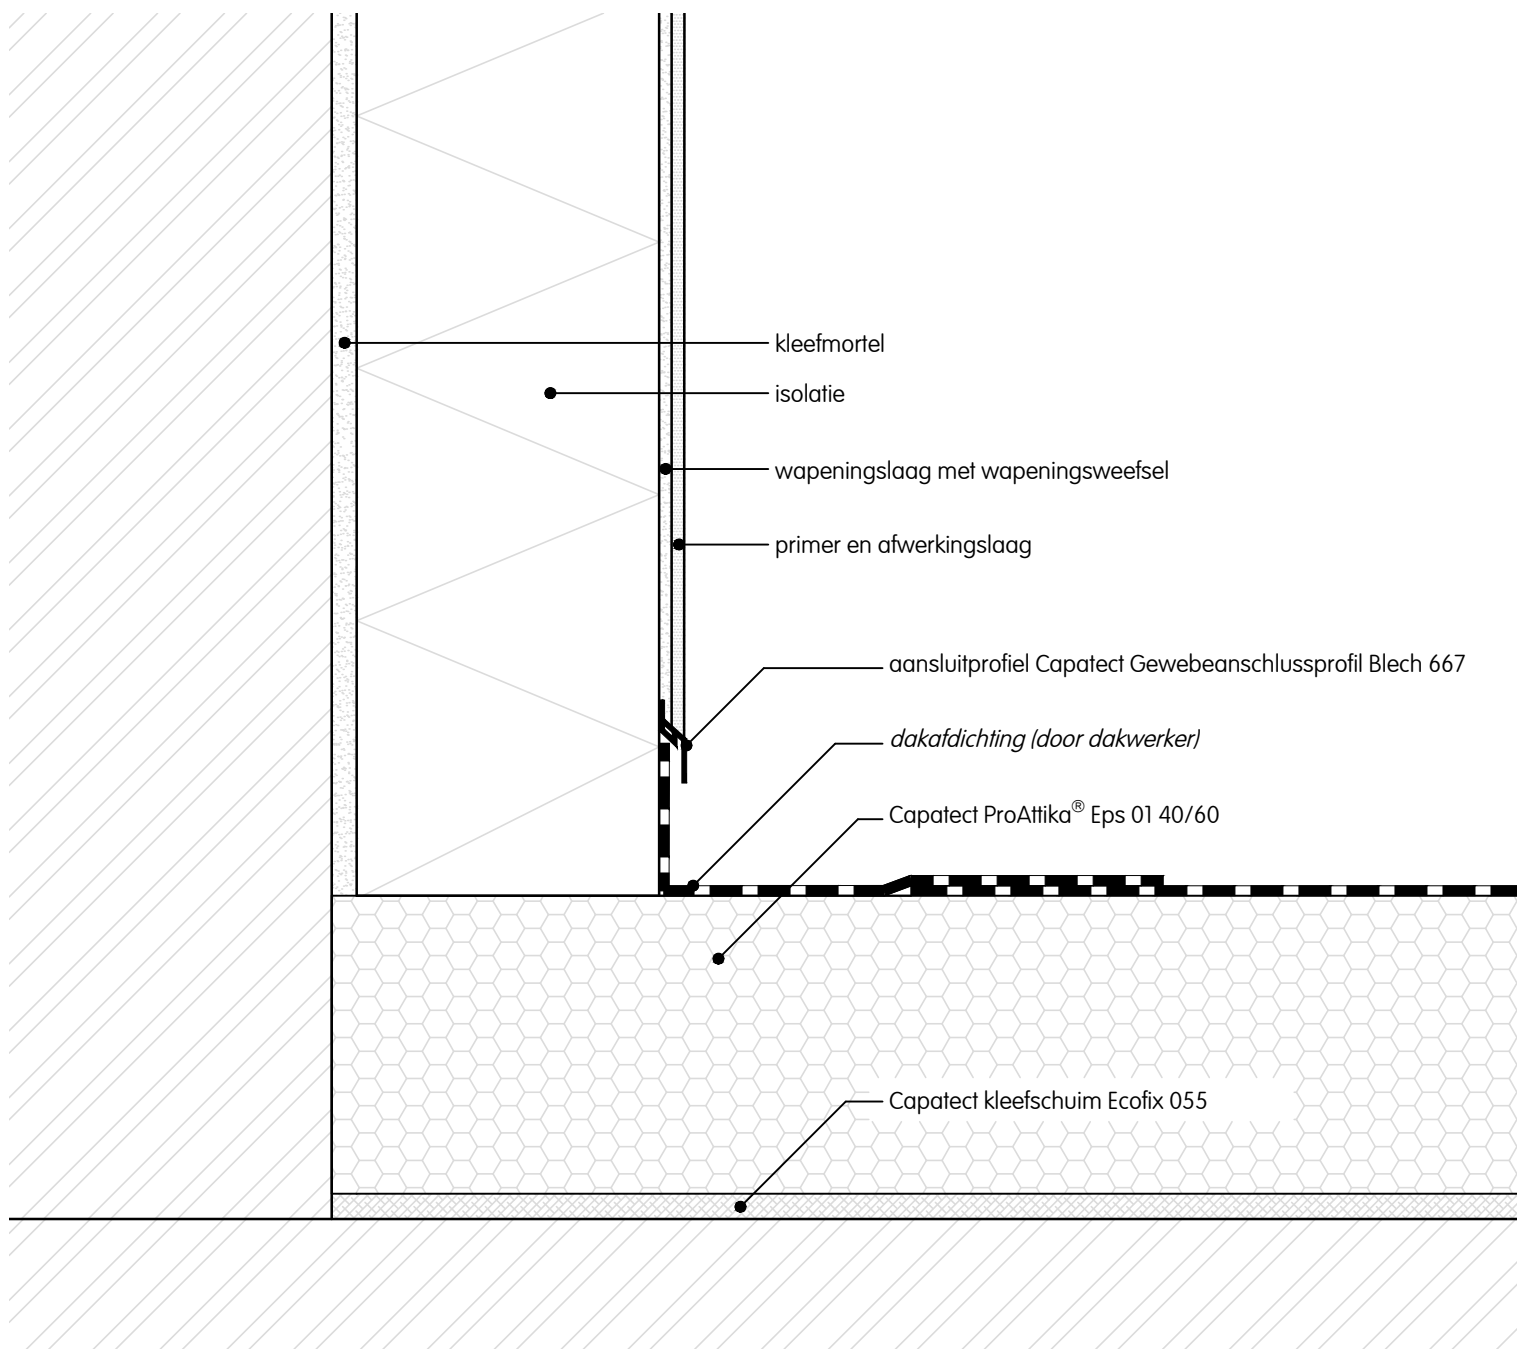 kleefmortel
isolatie
wapeningslaag met wapeningsweefsel
primer en afwerkingslaag
aansluitprofiel Capatect Gewebeanschlussprofil Blech 667
dakafdichting (door dakwerker)
Capatect ProAttika® Eps 01 40/60
Capatect kleefschuim Ecofix 055